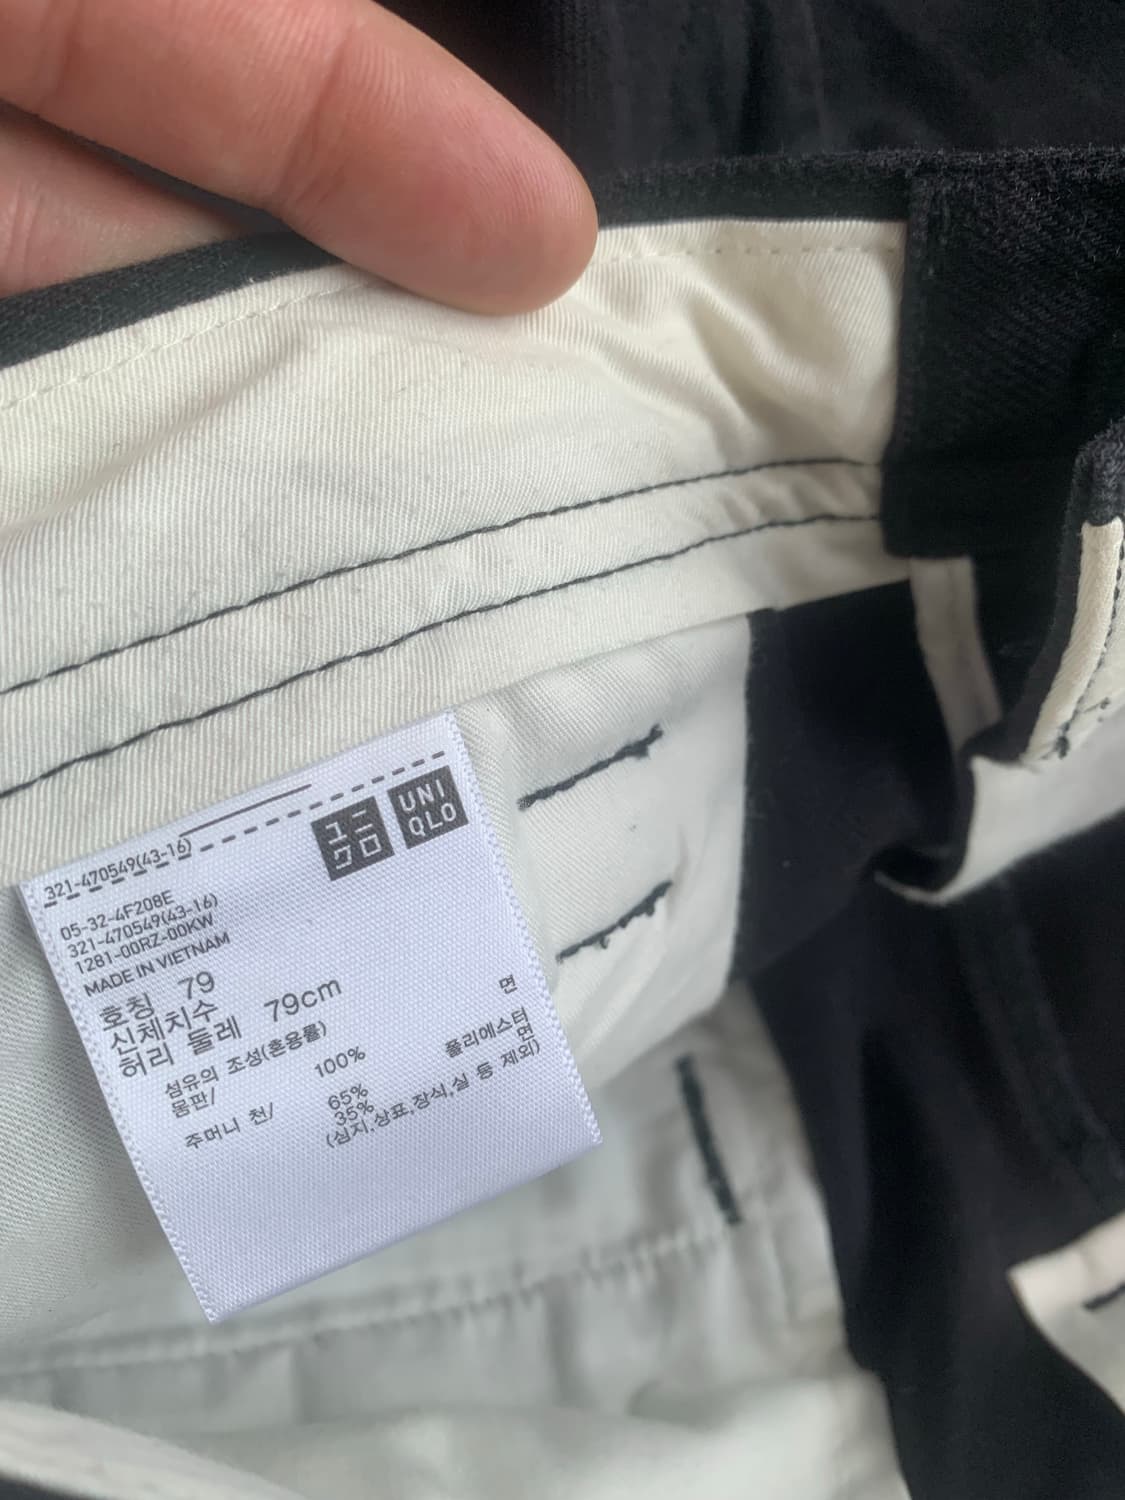 ユニ
クロ
UNI
QLO
321-470549(43-16)
05-32-4F208E
321-470549(43-16)
1281-00RZ-00KW
MADE IN VIETNAM
호칭 79
신체치수
허리 둘레 79cm
섬유의 조성(혼용률)
몸판/ 100% 면
주머니 천/ 65% 폴리에스터
35% 면
(심지,상표,장식,실 등 제외)